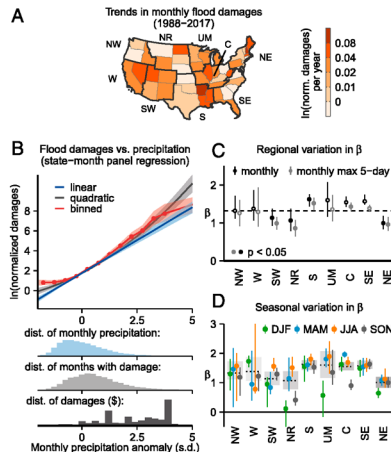 A
Trends in monthly flood damages
(1988-2017)
NW
NR
UM
C
NE
W
SW
S
SE
0.08
0.04
0.02
0.01
0
ln(norm. damages)
per year
B
Flood damages vs. precipitation
(state-month panel regression)
linear
quadratic
binned
ln(normalized damages)
0
5
dist. of monthly precipitation:
dist. of months with damage:
dist. of damages ($):
0
5
Monthly precipitation anomaly (s.d.)
C
Regional variation in β
monthly
monthly max 5-day
2
β
1
0
p < 0.05
NW
W
SW
NR
S
UM
C
SE
NE
D
Seasonal variation in β
DJF
MAM
JJA
SON
3
2
β
1
0
NW
W
SW
NR
S
UM
C
SE
NE